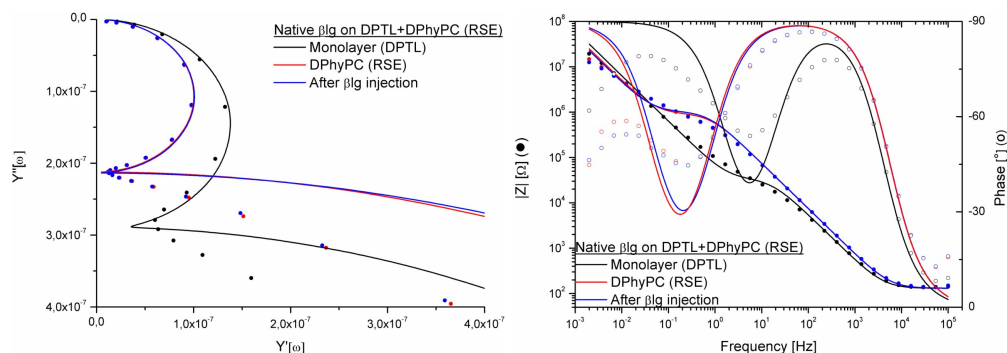 0,0
1,0x10⁻⁷
2,0x10⁻⁷
3,0x10⁻⁷
4,0x10⁻⁷
Y''[ω]
Native βlg on DPTL+DPhyPC (RSE)
Monolayer (DPTL)
DPhyPC (RSE)
After βlg injection
0,0
1,0x10⁻⁷
2,0x10⁻⁷
3,0x10⁻⁷
4,0x10⁻⁷
Y'[ω]
10⁸
10⁷
10⁶
10⁵
10⁴
10³
10²
|Z| [Ω] (●)
-90
-60
-30
0
Phase [°] (o)
Native βlg on DPTL+DPhyPC (RSE)
Monolayer (DPTL)
DPhyPC (RSE)
After βlg injection
10⁻³
10⁻²
10⁻¹
10⁰
10¹
10²
10³
10⁴
10⁵
Frequency [Hz]